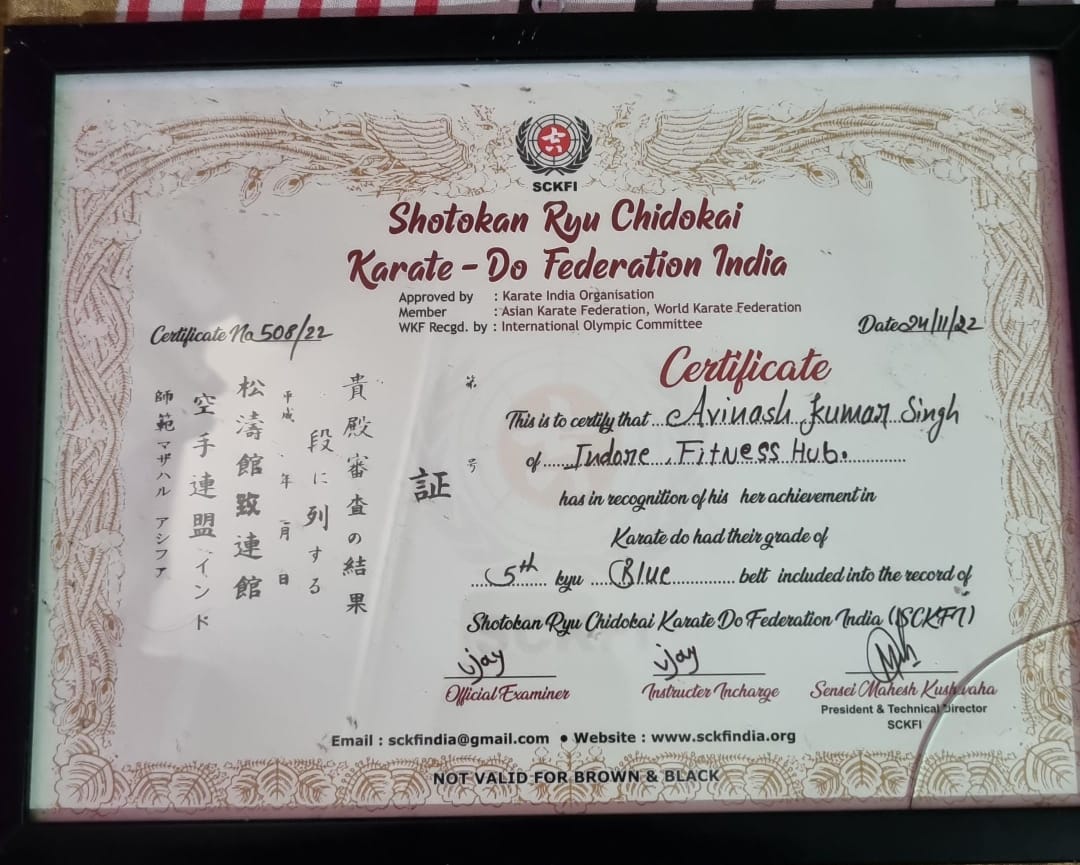 SCKFI
Shotokan Ryu Chidokai
Karate - Do Federation India
Approved by : Karate India Organisation
Member : Asian Karate Federation, World Karate Federation
WKF Recgd. by : International Olympic Committee
Certificate No 508/22
Date 24/11/22
Certificate
This is to certify that Avinash Kumar Singh
of Indore Fitness Hub.
has in recognition of his her achievement in
Karate do had their grade of
5th kyu Blue belt included into the record of
Shotokan Ryu Chidokai Karate Do Federation India (SCKFI)
第 号
証
貴殿審査の結果
段に列する
平成 年 月 日
松濤館致連館
空手連盟インド
師範マザハル アシファ
vijay
Official Examiner
vijay
Instructer Incharge
Sensei Mahesh Kushwaha
President & Technical Director
SCKFI
Email : sckfindia@gmail.com • Website : www.sckfindia.org
NOT VALID FOR BROWN & BLACK